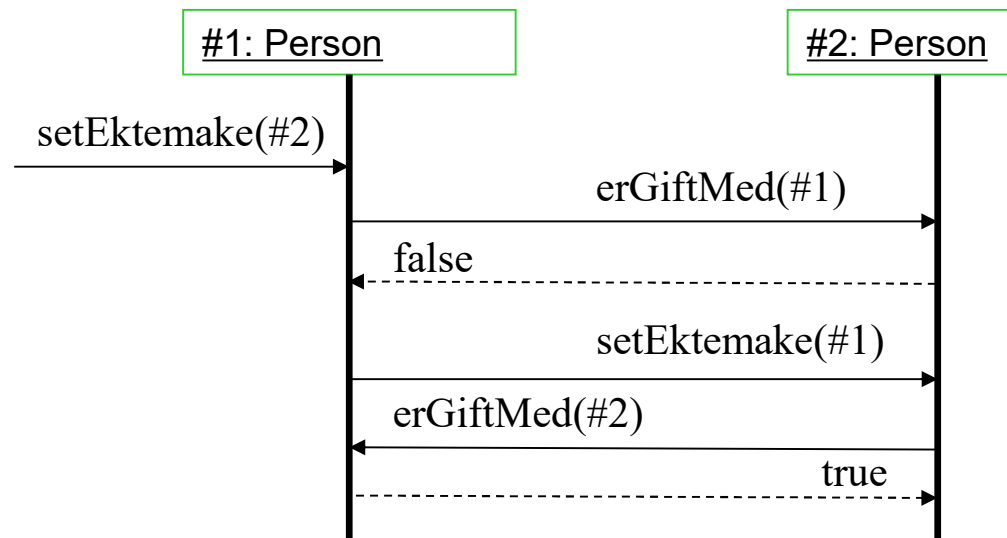 #1: Person
#2: Person
setEktemake(#2)
erGiftMed(#1)
false
setEktemake(#1)
erGiftMed(#2)
true